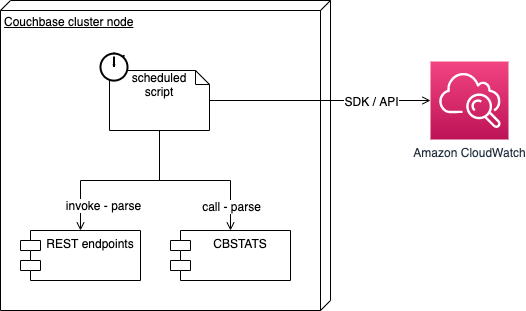 Couchbase cluster node
scheduled
script
SDK / API
Amazon CloudWatch
invoke - parse
call - parse
REST endpoints
CBSTATS